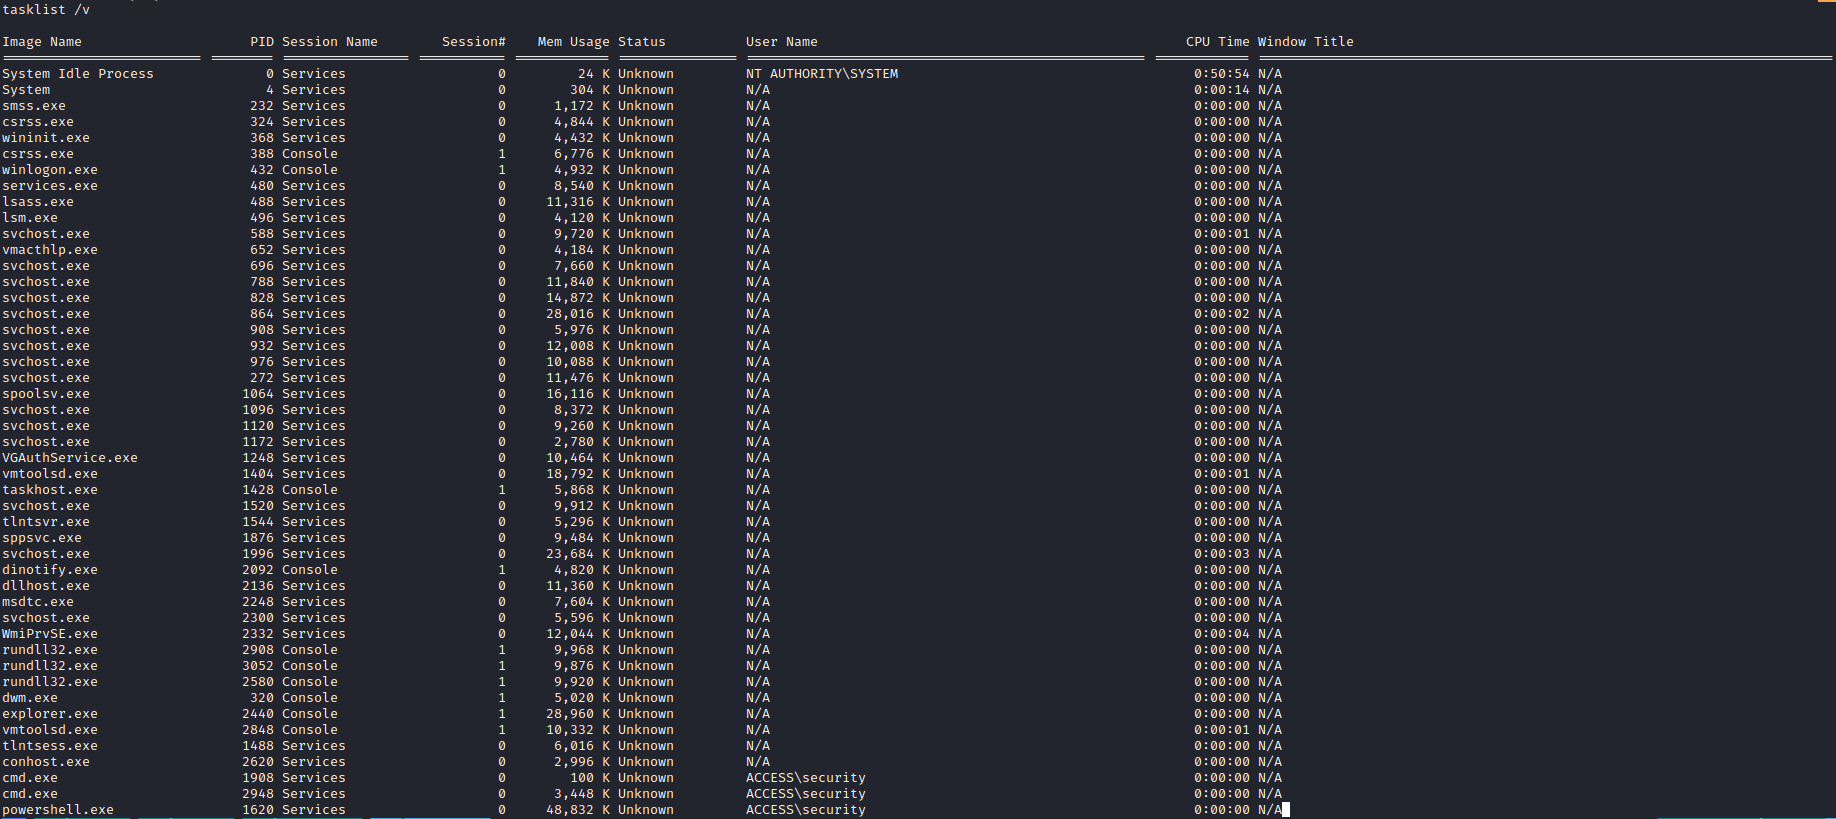 tasklist /v
Image Name PID Session Name Session# Mem Usage Status User Name CPU Time Window Title
System Idle Process 0 Services 0 24 K Unknown NT AUTHORITY\SYSTEM 0:50:54 N/A
System 4 Services 0 304 K Unknown N/A 0:00:14 N/A
smss.exe 232 Services 0 1,172 K Unknown N/A 0:00:00 N/A
csrss.exe 324 Services 0 4,844 K Unknown N/A 0:00:00 N/A
wininit.exe 368 Services 0 4,432 K Unknown N/A 0:00:00 N/A
csrss.exe 388 Console 1 6,776 K Unknown N/A 0:00:00 N/A
winlogon.exe 432 Console 1 4,932 K Unknown N/A 0:00:00 N/A
services.exe 480 Services 0 8,540 K Unknown N/A 0:00:00 N/A
lsass.exe 488 Services 0 11,316 K Unknown N/A 0:00:00 N/A
lsm.exe 496 Services 0 4,120 K Unknown N/A 0:00:00 N/A
svchost.exe 588 Services 0 9,720 K Unknown N/A 0:00:01 N/A
vmacthlp.exe 652 Services 0 4,184 K Unknown N/A 0:00:00 N/A
svchost.exe 696 Services 0 7,660 K Unknown N/A 0:00:00 N/A
svchost.exe 788 Services 0 11,840 K Unknown N/A 0:00:00 N/A
svchost.exe 828 Services 0 14,872 K Unknown N/A 0:00:00 N/A
svchost.exe 864 Services 0 28,016 K Unknown N/A 0:00:02 N/A
svchost.exe 908 Services 0 5,976 K Unknown N/A 0:00:00 N/A
svchost.exe 932 Services 0 12,008 K Unknown N/A 0:00:00 N/A
svchost.exe 976 Services 0 10,088 K Unknown N/A 0:00:00 N/A
svchost.exe 272 Services 0 11,476 K Unknown N/A 0:00:00 N/A
spoolsv.exe 1064 Services 0 16,116 K Unknown N/A 0:00:00 N/A
svchost.exe 1096 Services 0 8,372 K Unknown N/A 0:00:00 N/A
svchost.exe 1120 Services 0 9,260 K Unknown N/A 0:00:00 N/A
svchost.exe 1172 Services 0 2,780 K Unknown N/A 0:00:00 N/A
VGAuthService.exe 1248 Services 0 10,464 K Unknown N/A 0:00:00 N/A
vmtoolsd.exe 1404 Services 0 18,792 K Unknown N/A 0:00:01 N/A
taskhost.exe 1428 Console 1 5,868 K Unknown N/A 0:00:00 N/A
svchost.exe 1520 Services 0 9,912 K Unknown N/A 0:00:00 N/A
tlntsvr.exe 1544 Services 0 5,296 K Unknown N/A 0:00:00 N/A
sppsvc.exe 1876 Services 0 9,484 K Unknown N/A 0:00:00 N/A
svchost.exe 1996 Services 0 23,684 K Unknown N/A 0:00:03 N/A
dinotify.exe 2092 Console 1 4,820 K Unknown N/A 0:00:00 N/A
dllhost.exe 2136 Services 0 11,360 K Unknown N/A 0:00:00 N/A
msdtc.exe 2248 Services 0 7,604 K Unknown N/A 0:00:00 N/A
svchost.exe 2300 Services 0 5,596 K Unknown N/A 0:00:00 N/A
WmiPrvSE.exe 2332 Services 0 12,044 K Unknown N/A 0:00:04 N/A
rundll32.exe 2908 Console 1 9,968 K Unknown N/A 0:00:00 N/A
rundll32.exe 3052 Console 1 9,876 K Unknown N/A 0:00:00 N/A
rundll32.exe 2580 Console 1 9,920 K Unknown N/A 0:00:00 N/A
dwm.exe 320 Console 1 5,020 K Unknown N/A 0:00:00 N/A
explorer.exe 2440 Console 1 28,960 K Unknown N/A 0:00:00 N/A
vmtoolsd.exe 2848 Console 1 10,332 K Unknown N/A 0:00:01 N/A
tlntsess.exe 1488 Services 0 6,016 K Unknown N/A 0:00:00 N/A
conhost.exe 2620 Services 0 2,996 K Unknown N/A 0:00:00 N/A
cmd.exe 1908 Services 0 100 K Unknown ACCESS\security 0:00:00 N/A
cmd.exe 2948 Services 0 3,448 K Unknown ACCESS\security 0:00:00 N/A
powershell.exe 1620 Services 0 48,832 K Unknown ACCESS\security 0:00:00 N/A